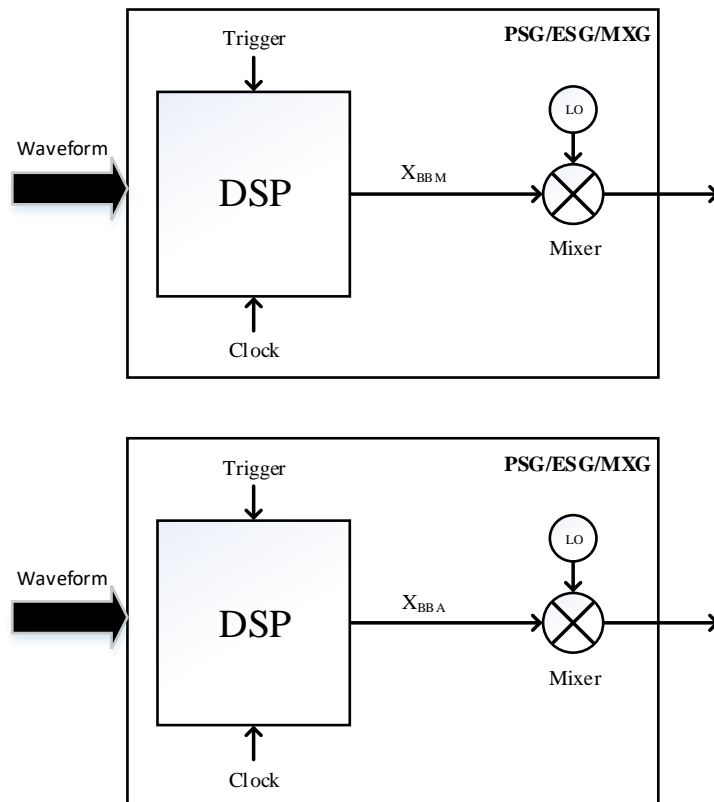 PSG/ESG/MXG
Trigger
LO
Waveform
DSP
XBBM
Mixer
Clock
PSG/ESG/MXG
Trigger
LO
Waveform
DSP
XBBA
Mixer
Clock